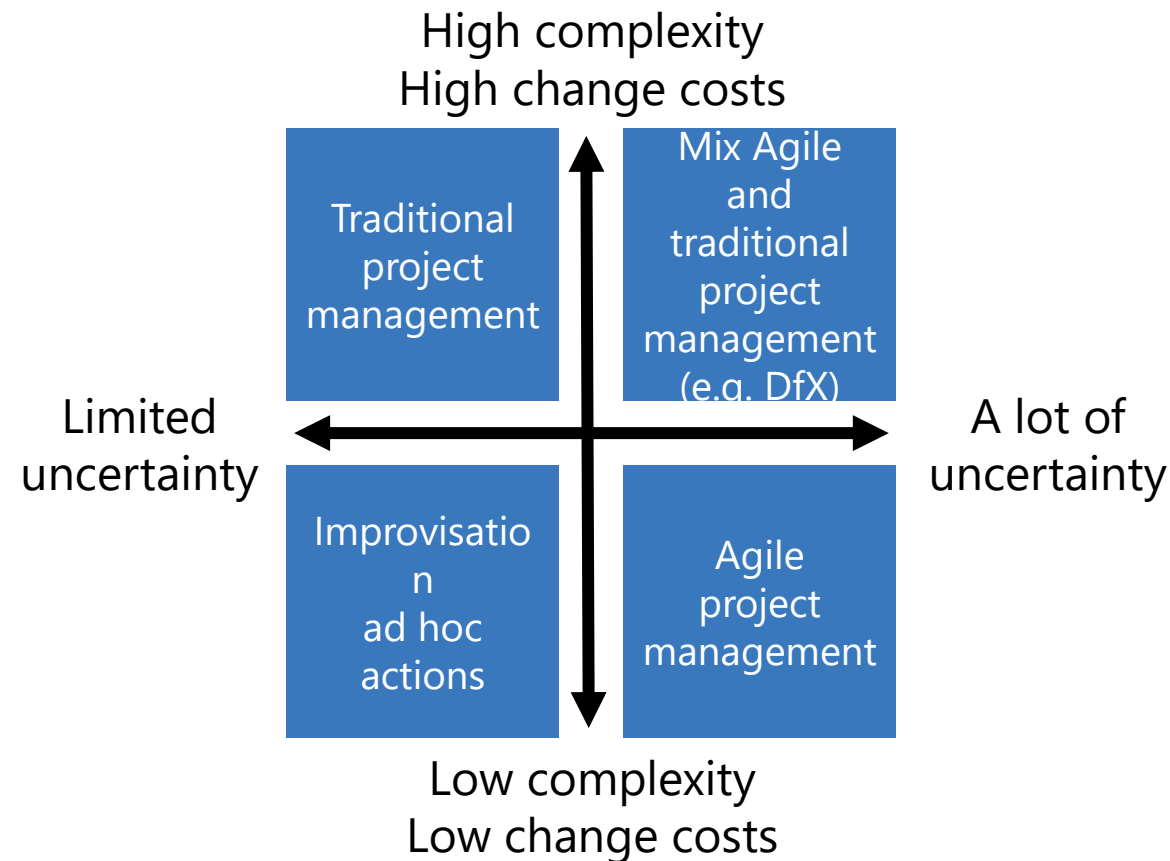 High complexity
High change costs
Traditional
project
management
Mix Agile
and
traditional
project
management
(e.g. DfX)
Limited
uncertainty
A lot of
uncertainty
Improvisatio
n
ad hoc
actions
Agile
project
management
Low complexity
Low change costs